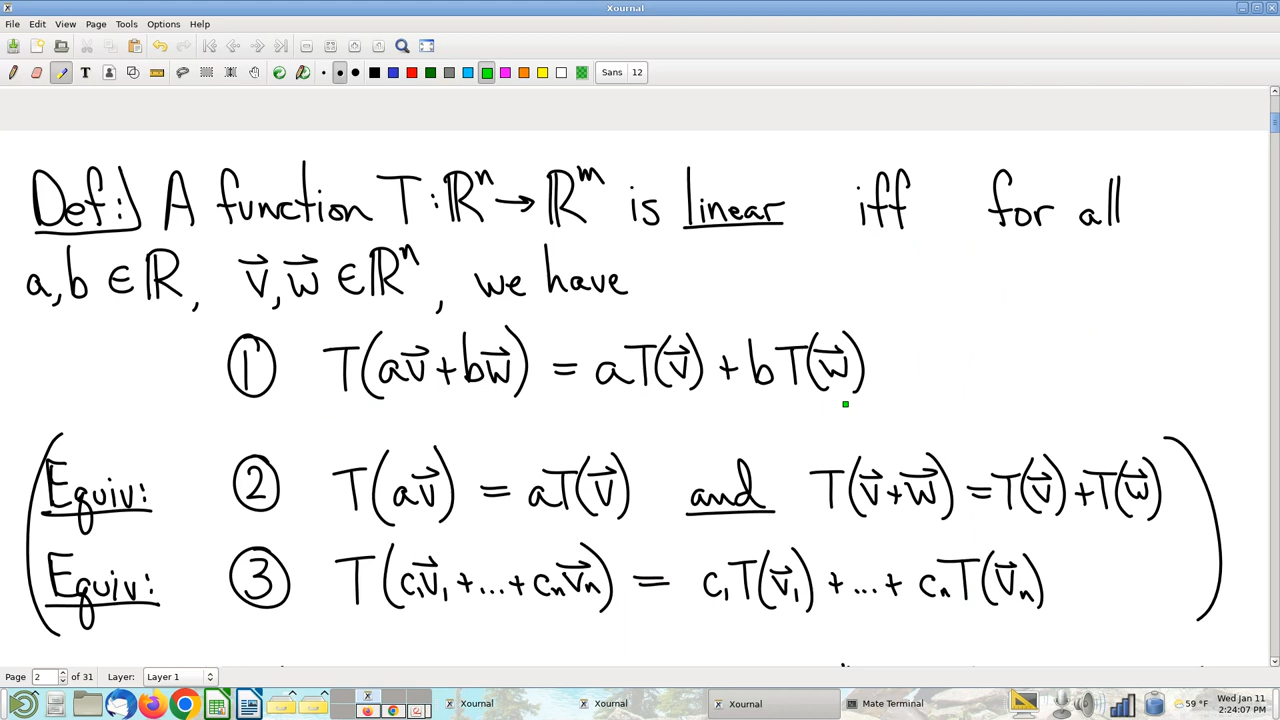 Xournal
File Edit View Page Tools Options Help
Sans 12
Def:) A function T:ℝⁿ→ℝᵐ is linear iff for all
a,b ∈ℝ, v⃗,w⃗ ∈ℝⁿ, we have
① T(av⃗+bw⃗) = aT(v⃗) + bT(w⃗)
(Equiv: ② T(av⃗) = aT(v⃗) and T(v⃗+w⃗)=T(v⃗)+T(w⃗)
Equiv: ③ T(c₁v⃗₁+...+cₙv⃗ₙ) = c₁T(v⃗₁)+...+cₙT(v⃗ₙ))
Page 2 of 31 Layer: Layer 1
Xournal Xournal Xournal Mate Terminal 59 °F Wed Jan 11
2:24:07 PM